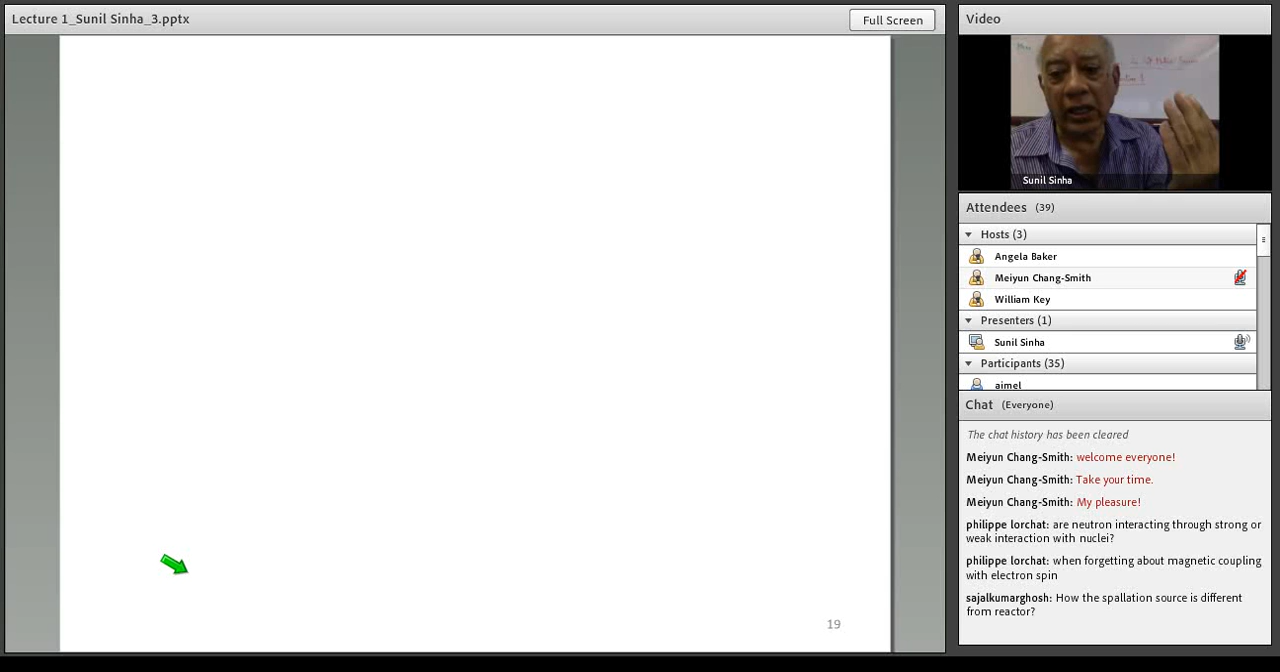 Lecture 1_Sunil Sinha_3.pptx
Full Screen
19
Video
Sunil Sinha
Attendees (39)
Hosts (3)
Angela Baker
Meiyun Chang-Smith
William Key
Presenters (1)
Sunil Sinha
Participants (35)
aimel
Chat (Everyone)
The chat history has been cleared
Meiyun Chang-Smith: welcome everyone!
Meiyun Chang-Smith: Take your time.
Meiyun Chang-Smith: My pleasure!
philippe lorchat: are neutron interacting through strong or
weak interaction with nuclei?
philippe lorchat: when forgetting about magnetic coupling
with electron spin
sajalkumarghosh: How the spallation source is different
from reactor?